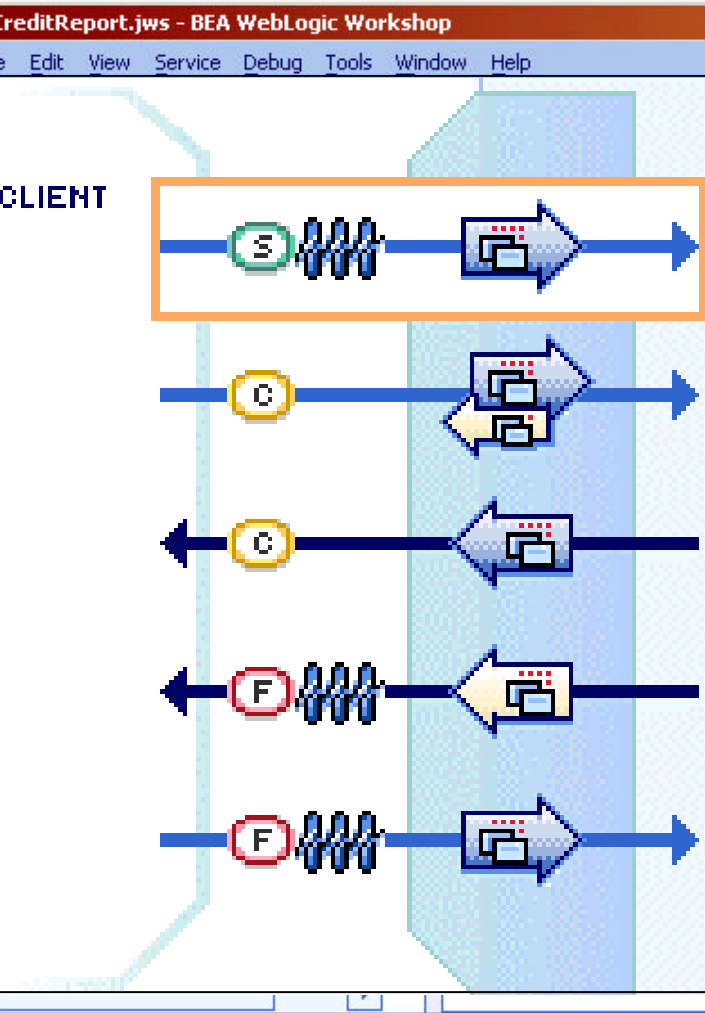 CreditReport.jws - BEA WebLogic Workshop
e Edit View Service Debug Tools Window Help
CLIENT
S
C
C
F
F